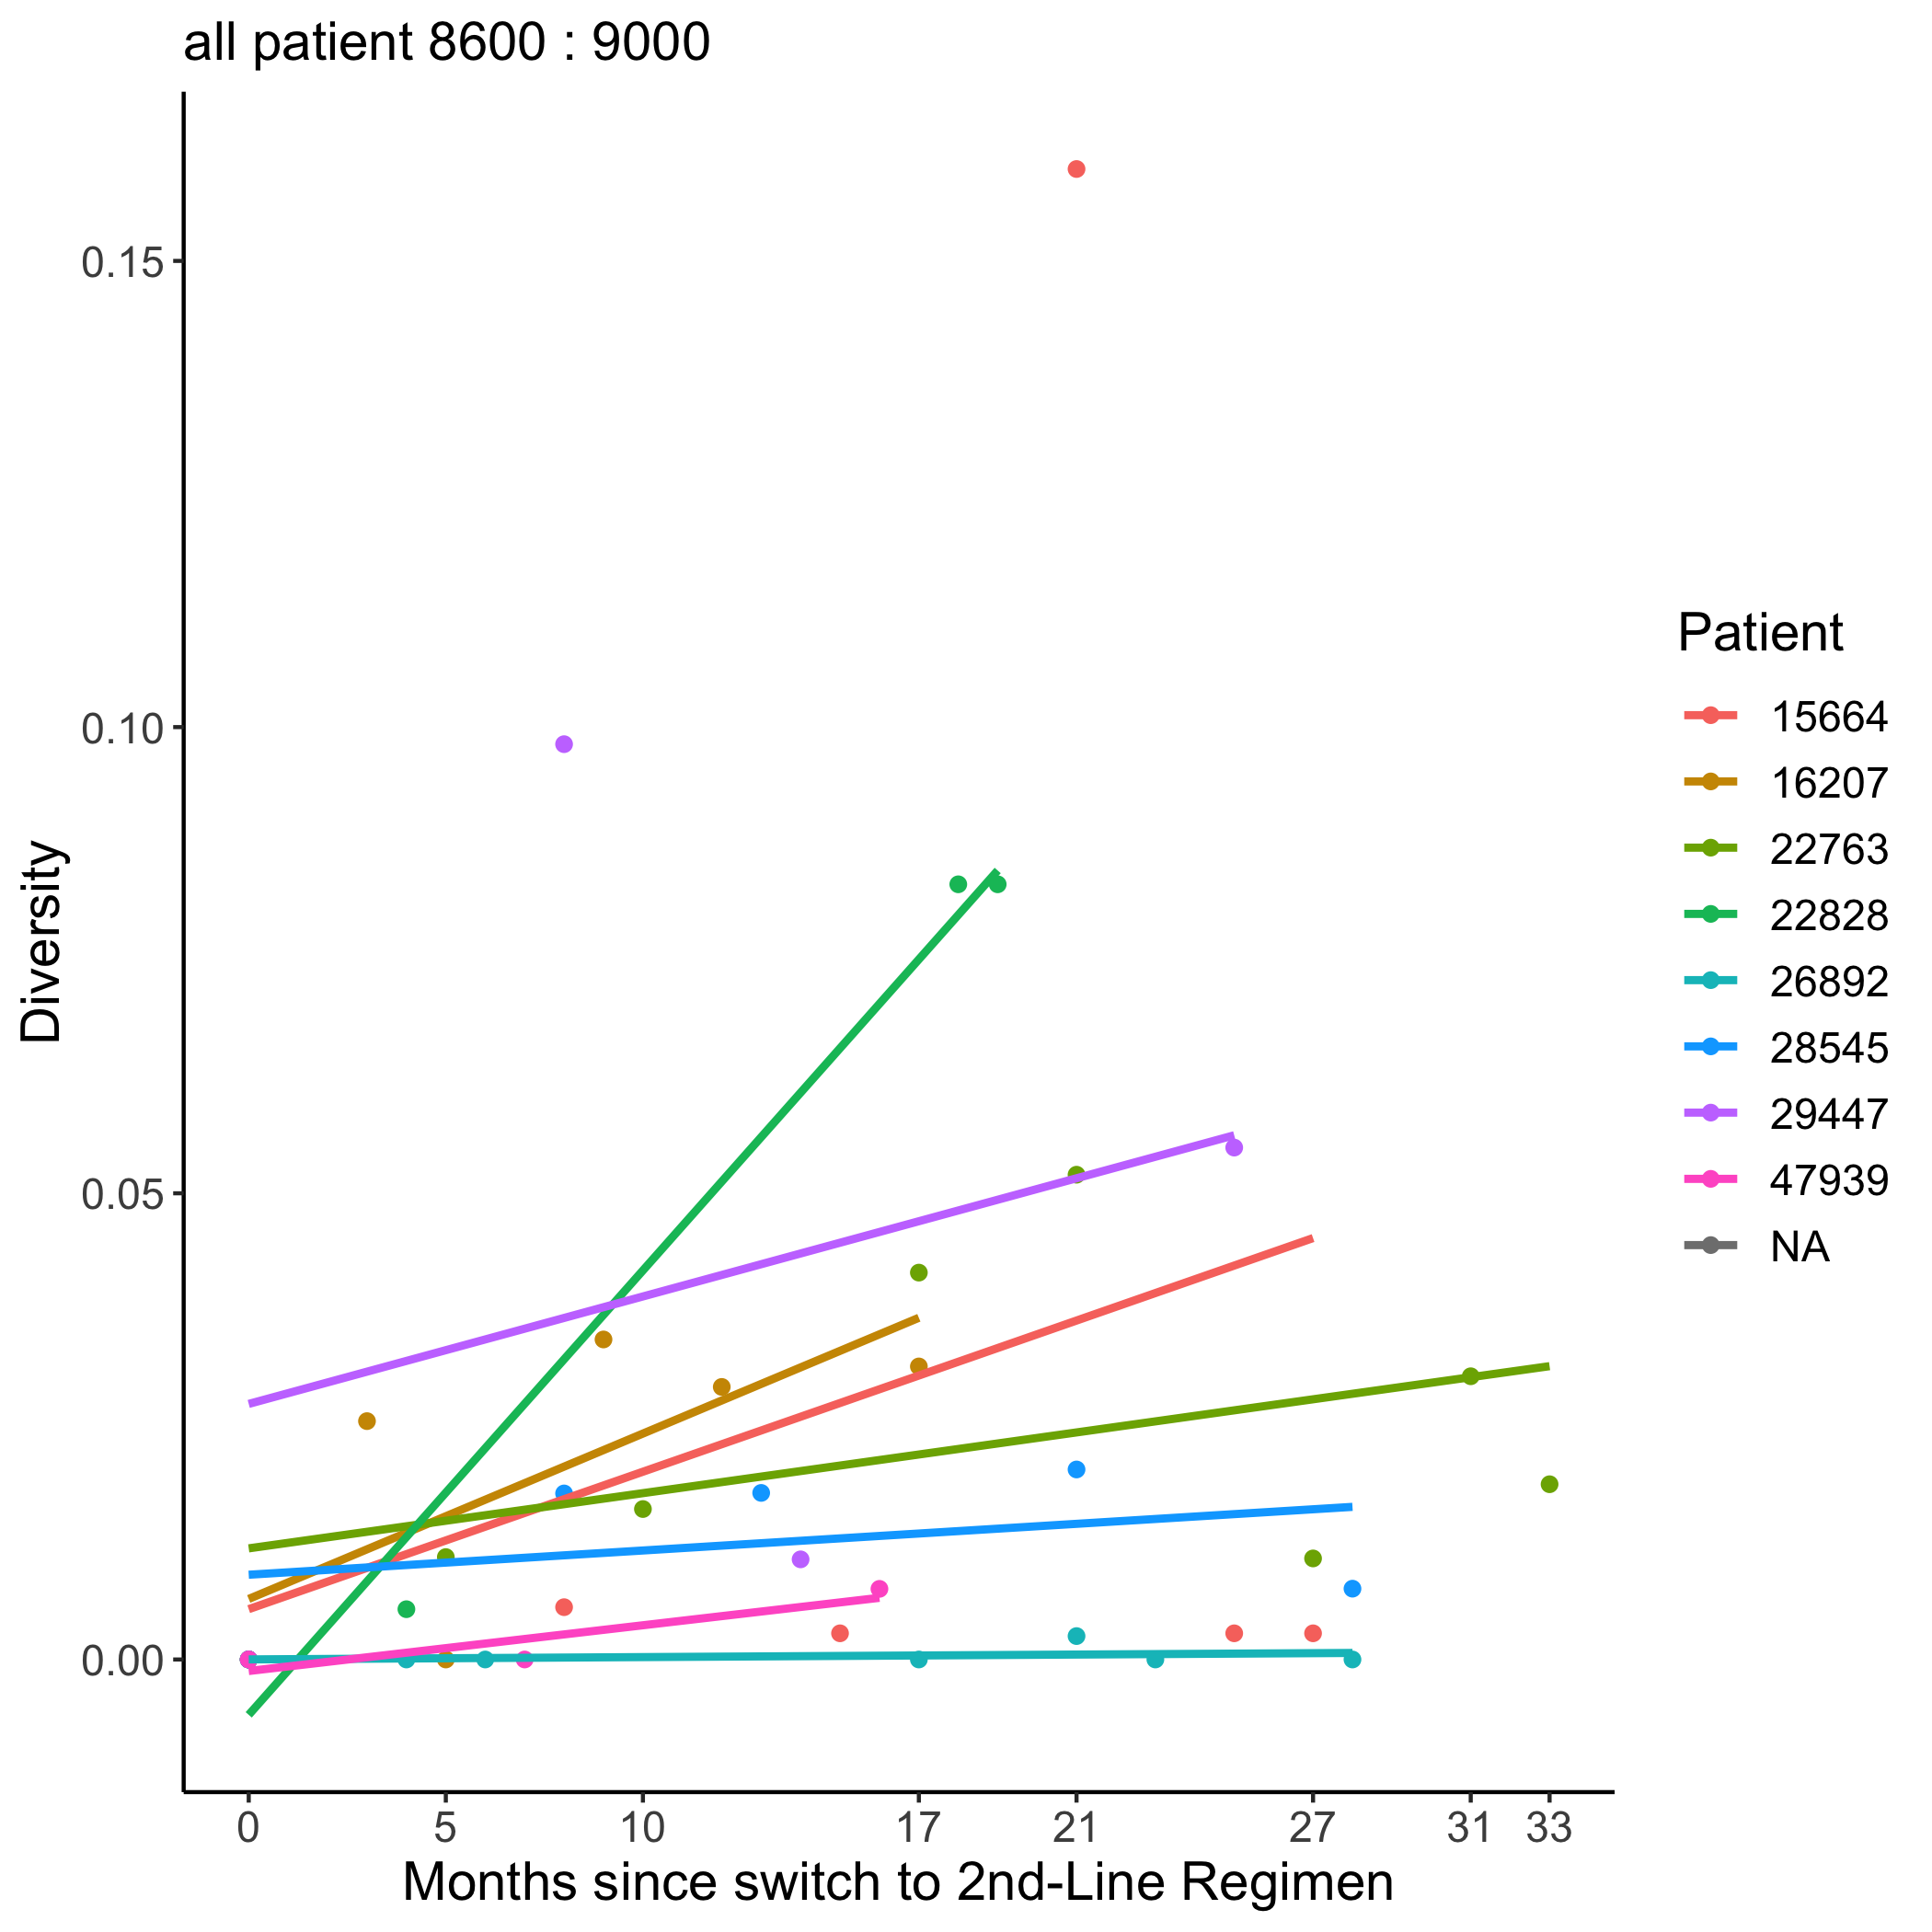 all patient 8600 : 9000
0.15
0.10
0.05
0.00
Diversity
0 5 10 17 21 27 31 33
Months since switch to 2nd-Line Regimen
Patient
15664
16207
22763
22828
26892
28545
29447
47939
NA